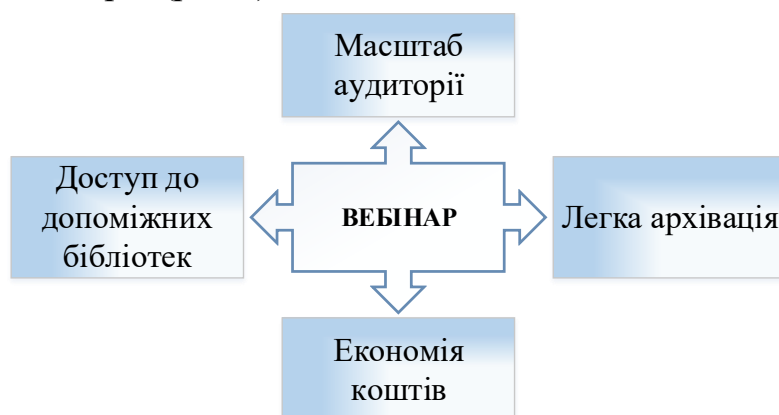 Масштаб
аудиторії
Доступ до
допоміжних
бібліотек
ВЕБІНАР
Легка архівація
Економія
коштів